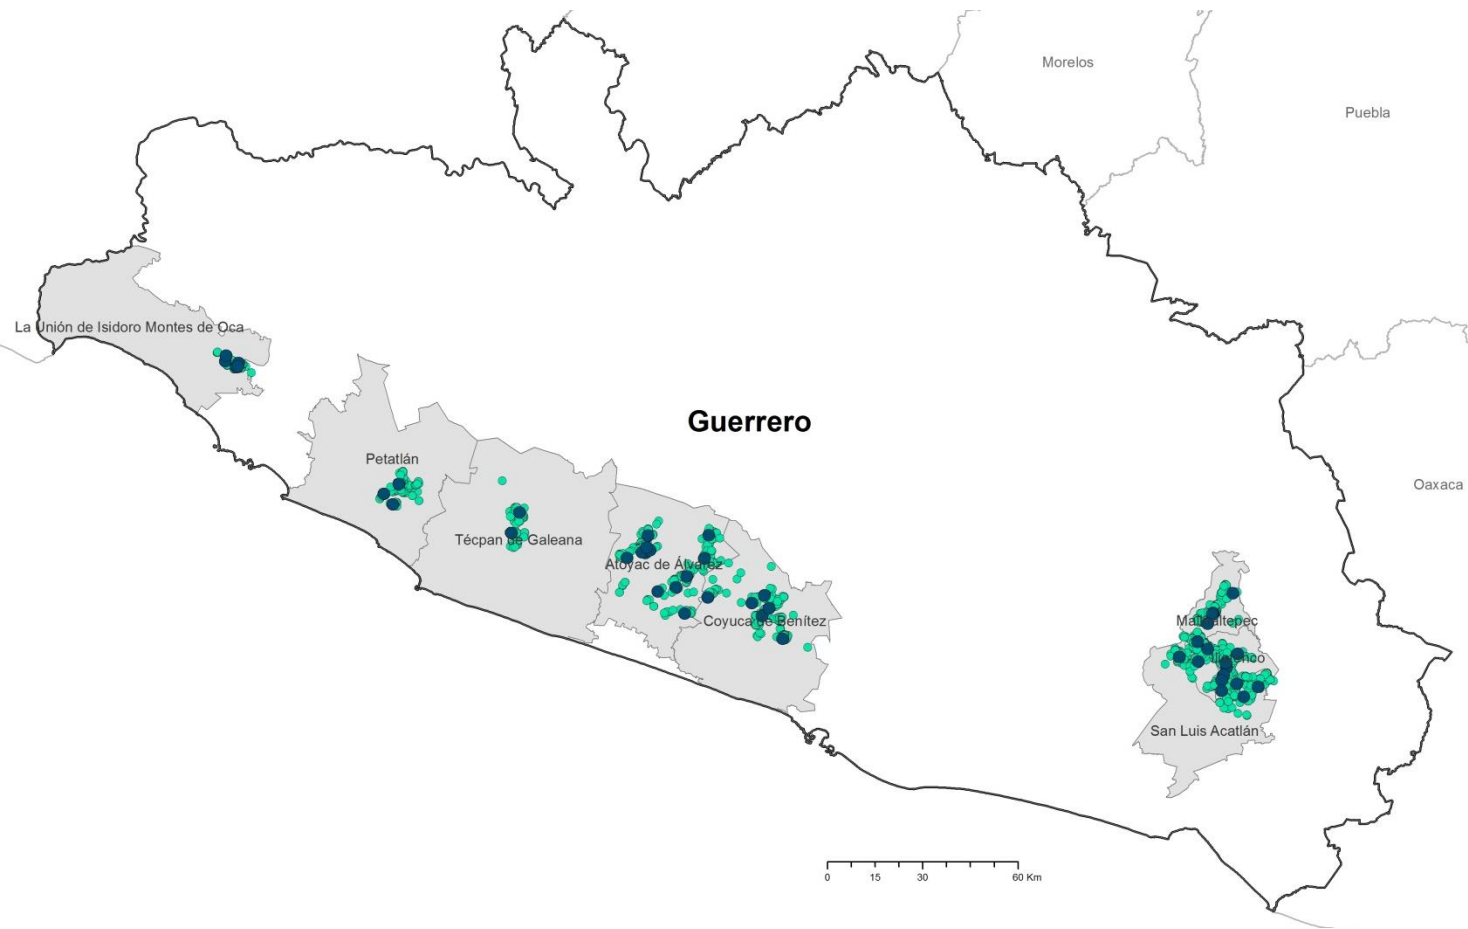 Morelos
Puebla
La Unión de Isidoro Montes de Oca
Guerrero
Petatlán
Oaxaca
Técpan de Galeana
Atoyac de Álvarez
Coyuca de Benítez
San Luis Acatlán
0 15 30 60 Km